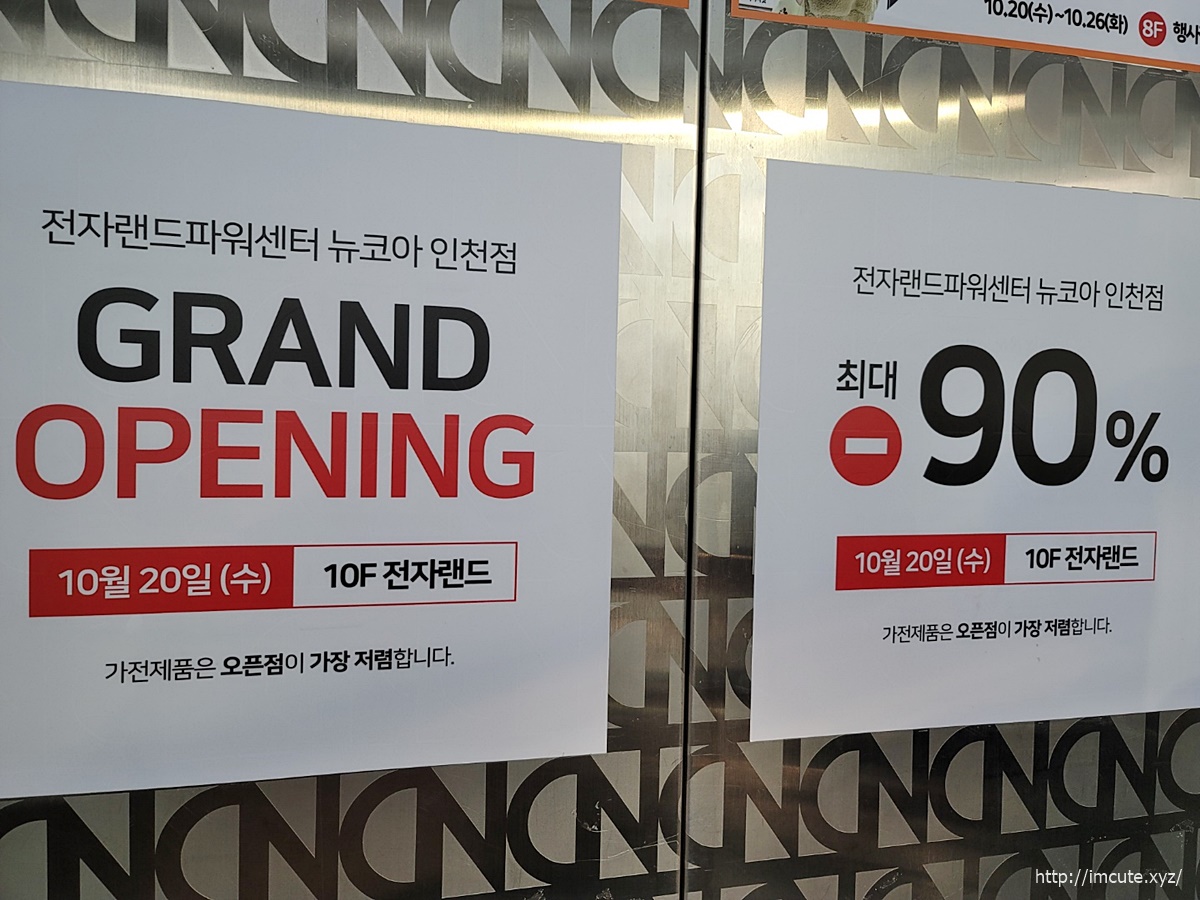 10.20(수)~10.26(화) 8F 행사
전자랜드파워센터 뉴코아 인천점
GRAND
OPENING
10월 20일 (수) 10F 전자랜드
가전제품은 오픈점이 가장 저렴합니다.
전자랜드파워센터 뉴코아 인천점
최대 90%
10월 20일 (수) 10F 전자랜드
가전제품은 오픈점이 가장 저렴합니다.
http://imcute.xyz/